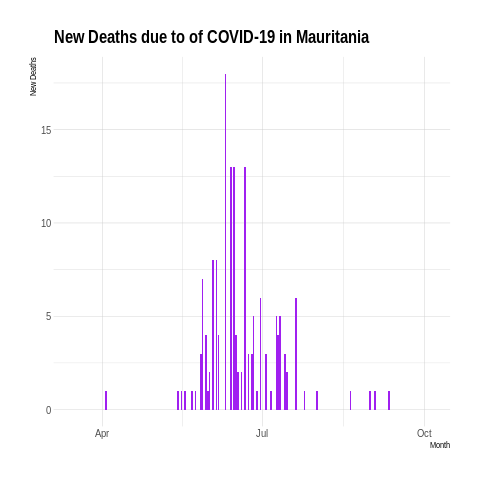 New Deaths due to of COVID-19 in Mauritania
New Deaths
15
10
5
0
Apr Jul Oct
Month